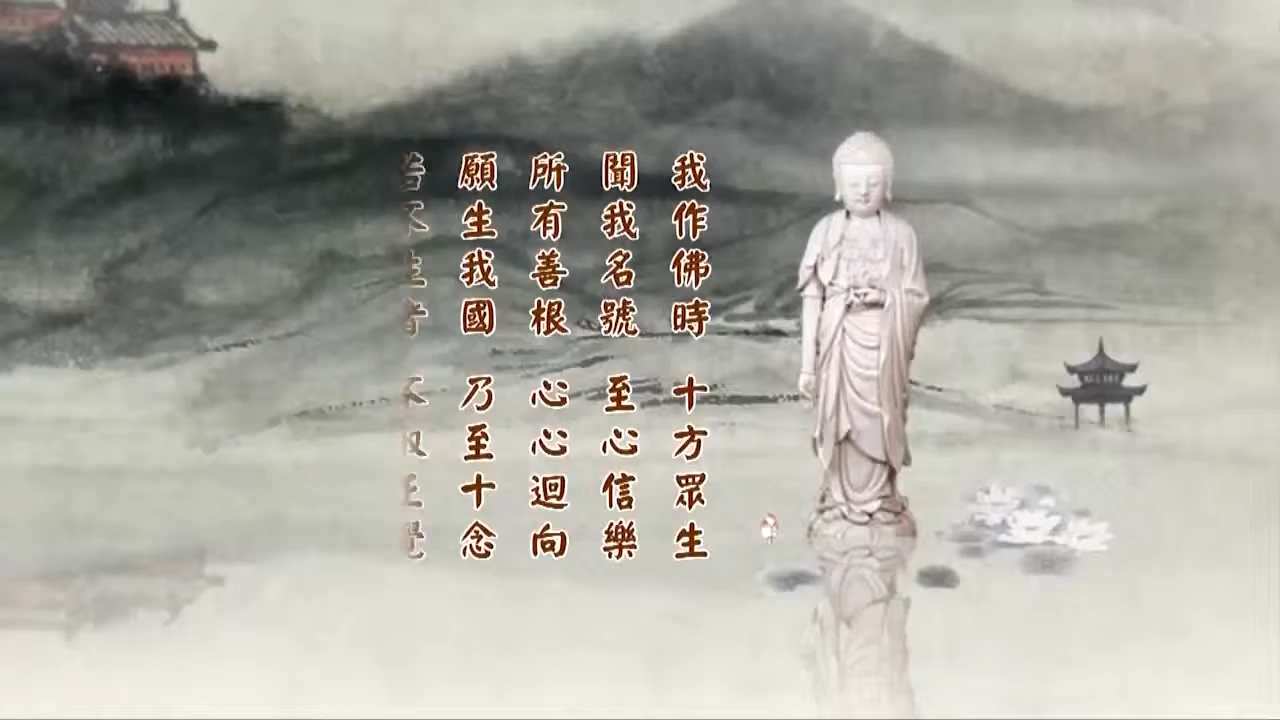 我作佛時 十方眾生
聞我名號 至心信樂
所有善根 心心迴向
願生我國 乃至十念
若不生者 不取正覺